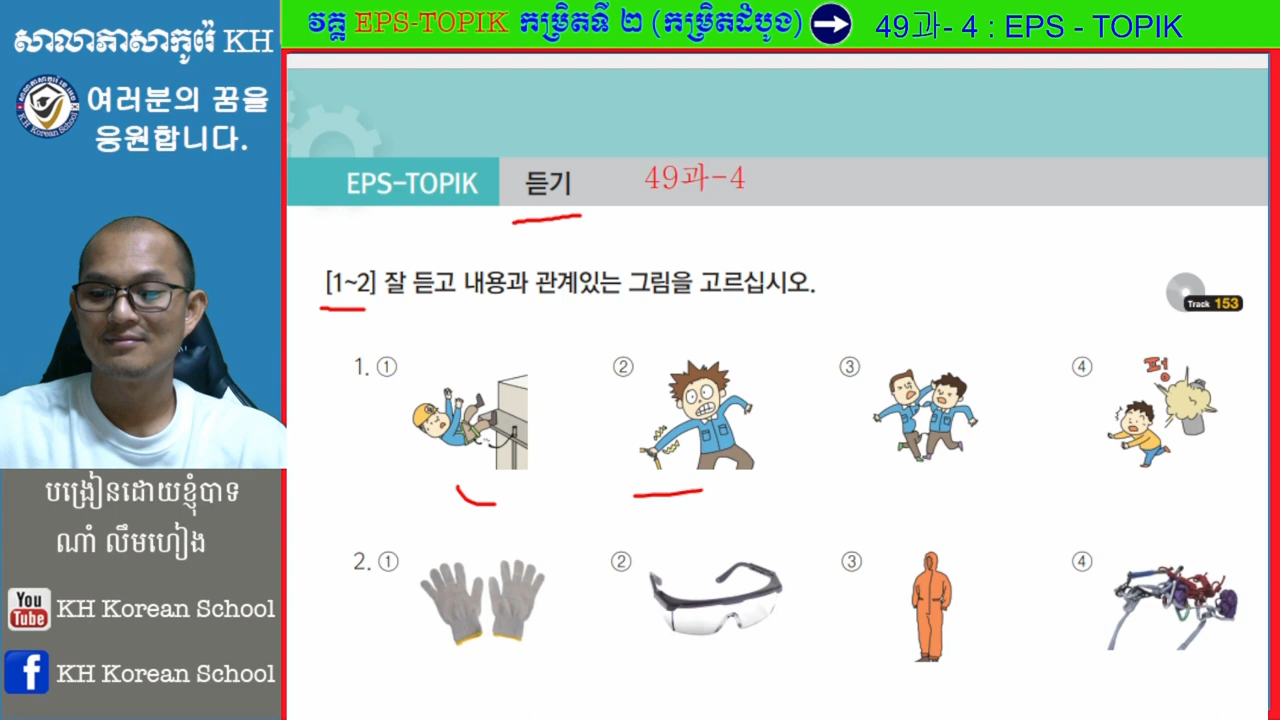 សាលាភាសាកូរ៉េ KH
여러분의 꿈을
응원합니다.
បង្រៀនដោយខ្ញុំបាទ
ណាំ លឹមហៀង
You Tube KH Korean School
KH Korean School
វគ្គ EPS-TOPIK កម្រិតទី ២ (កម្រិតដំបូង) 49과- 4 : EPS - TOPIK
EPS-TOPIK 듣기 49과-4
[1~2] 잘 듣고 내용과 관계있는 그림을 고르십시오.
Track 153
1. ① ② ③ ④ 펑
2. ① ② ③ ④